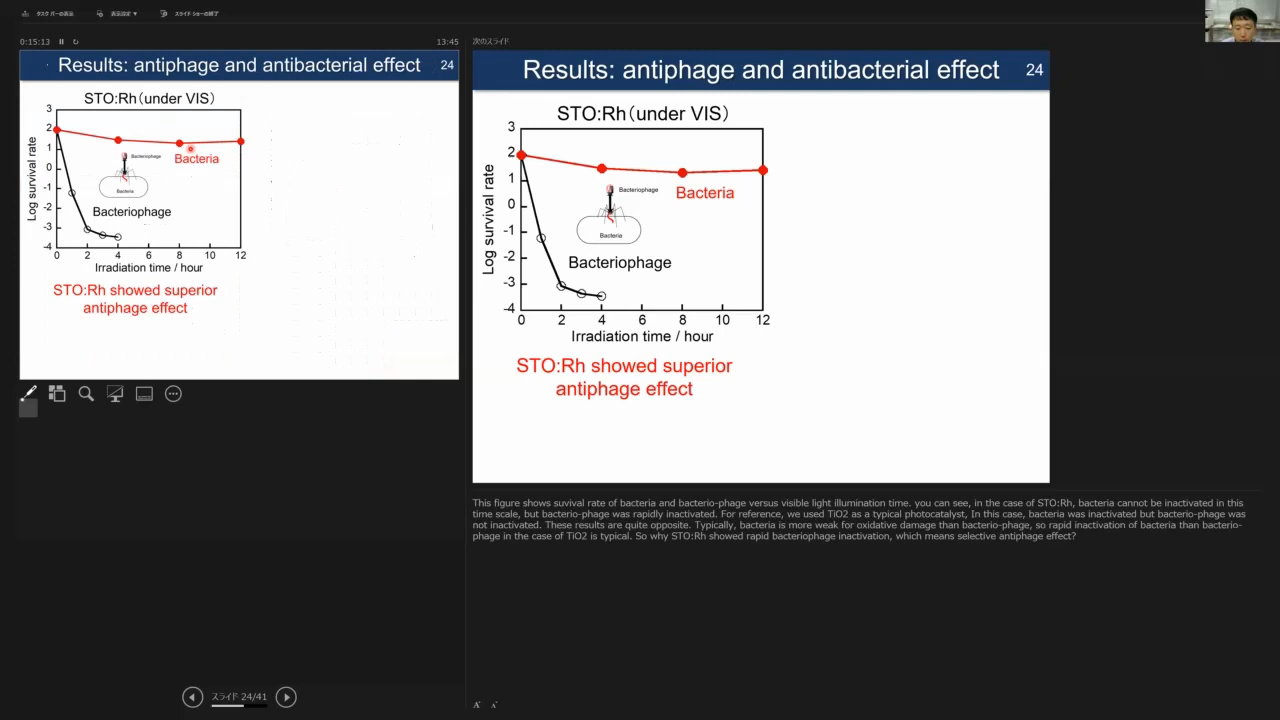 タスク バーの表示 表示設定 ▼ スライド ショーの終了
0:15:13 13:45 次のスライド
Results: antiphage and antibacterial effect 24
STO:Rh(under VIS)
3
2
1
0
-1
-2
-3
-4
Log survival rate
Bacteriophage
Bacteria
Bacteria
Bacteriophage
0 2 4 6 8 10 12
Irradiation time / hour
STO:Rh showed superior
antiphage effect
Results: antiphage and antibacterial effect 24
STO:Rh(under VIS)
3
2
1
0
-1
-2
-3
-4
Log survival rate
Bacteriophage
Bacteria
Bacteria
Bacteriophage
0 2 4 6 8 10 12
Irradiation time / hour
STO:Rh showed superior
antiphage effect
This figure shows suvival rate of bacteria and bacterio-phage versus visible light illumination time. you can see, in the case of STO:Rh, bacteria cannot be inactivated in this
time scale, but bacterio-phage was rapidly inactivated. For reference, we used TiO2 as a typical photocatalyst, In this case, bacteria was inactivated but bacterio-phage was
not inactivated. These results are quite opposite. Typically, bacteria is more weak for oxidative damage than bacterio-phage, so rapid inactivation of bacteria than bacterio-
phage in the case of TiO2 is typical. So why STO:Rh showed rapid bacteriophage inactivation, which means selective antiphage effect?
スライド 24/41
A A